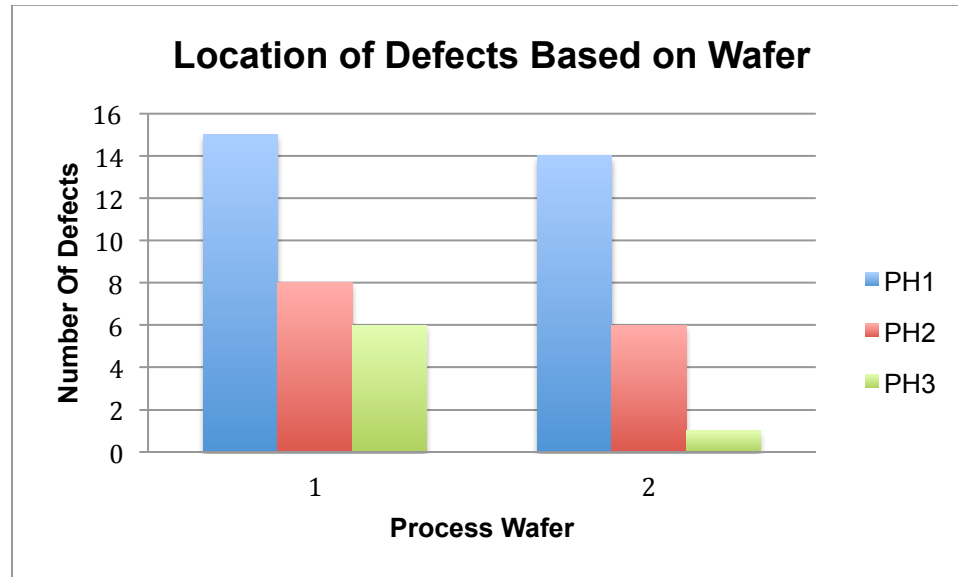 Location of Defects Based on Wafer
Number Of Defects
16
14
12
10
8
6
4
2
0
1
2
Process Wafer
PH1
PH2
PH3